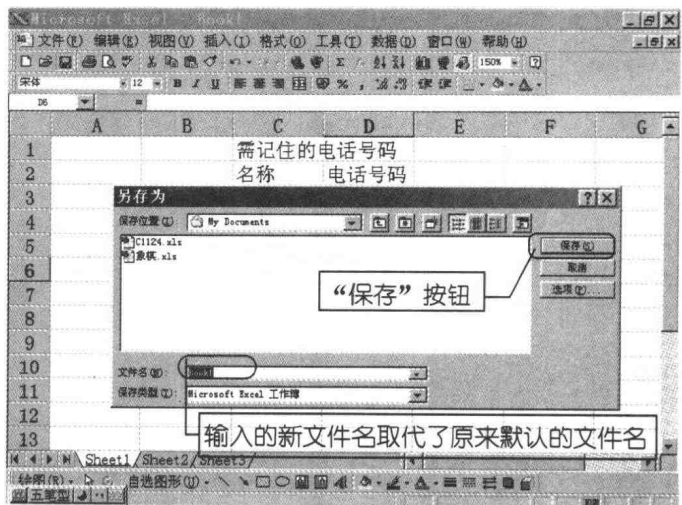 Microsoft Excel - Book1
文件(F) 编辑(E) 视图(V) 插入(I) 格式(O) 工具(T) 数据(D) 窗口(W) 帮助(H)
150%
宋体 12 B I U % ,
D6 =
A B C D E F G
1 需记住的电话号码
2 名称 电话号码
3
另存为
4
保存位置(I): My Documents
5
C1124.xls 保存(S)
象棋.xls 取消
6
“保存”按钮 选项(P)...
7
8
9
10
文件名(N): Book1
11
保存类型(T): Microsoft Excel 工作簿
12
输入的新文件名取代了原来默认的文件名
13
Sheet1 Sheet2 Sheet3
绘图(R) 自选图形(U)
五笔型